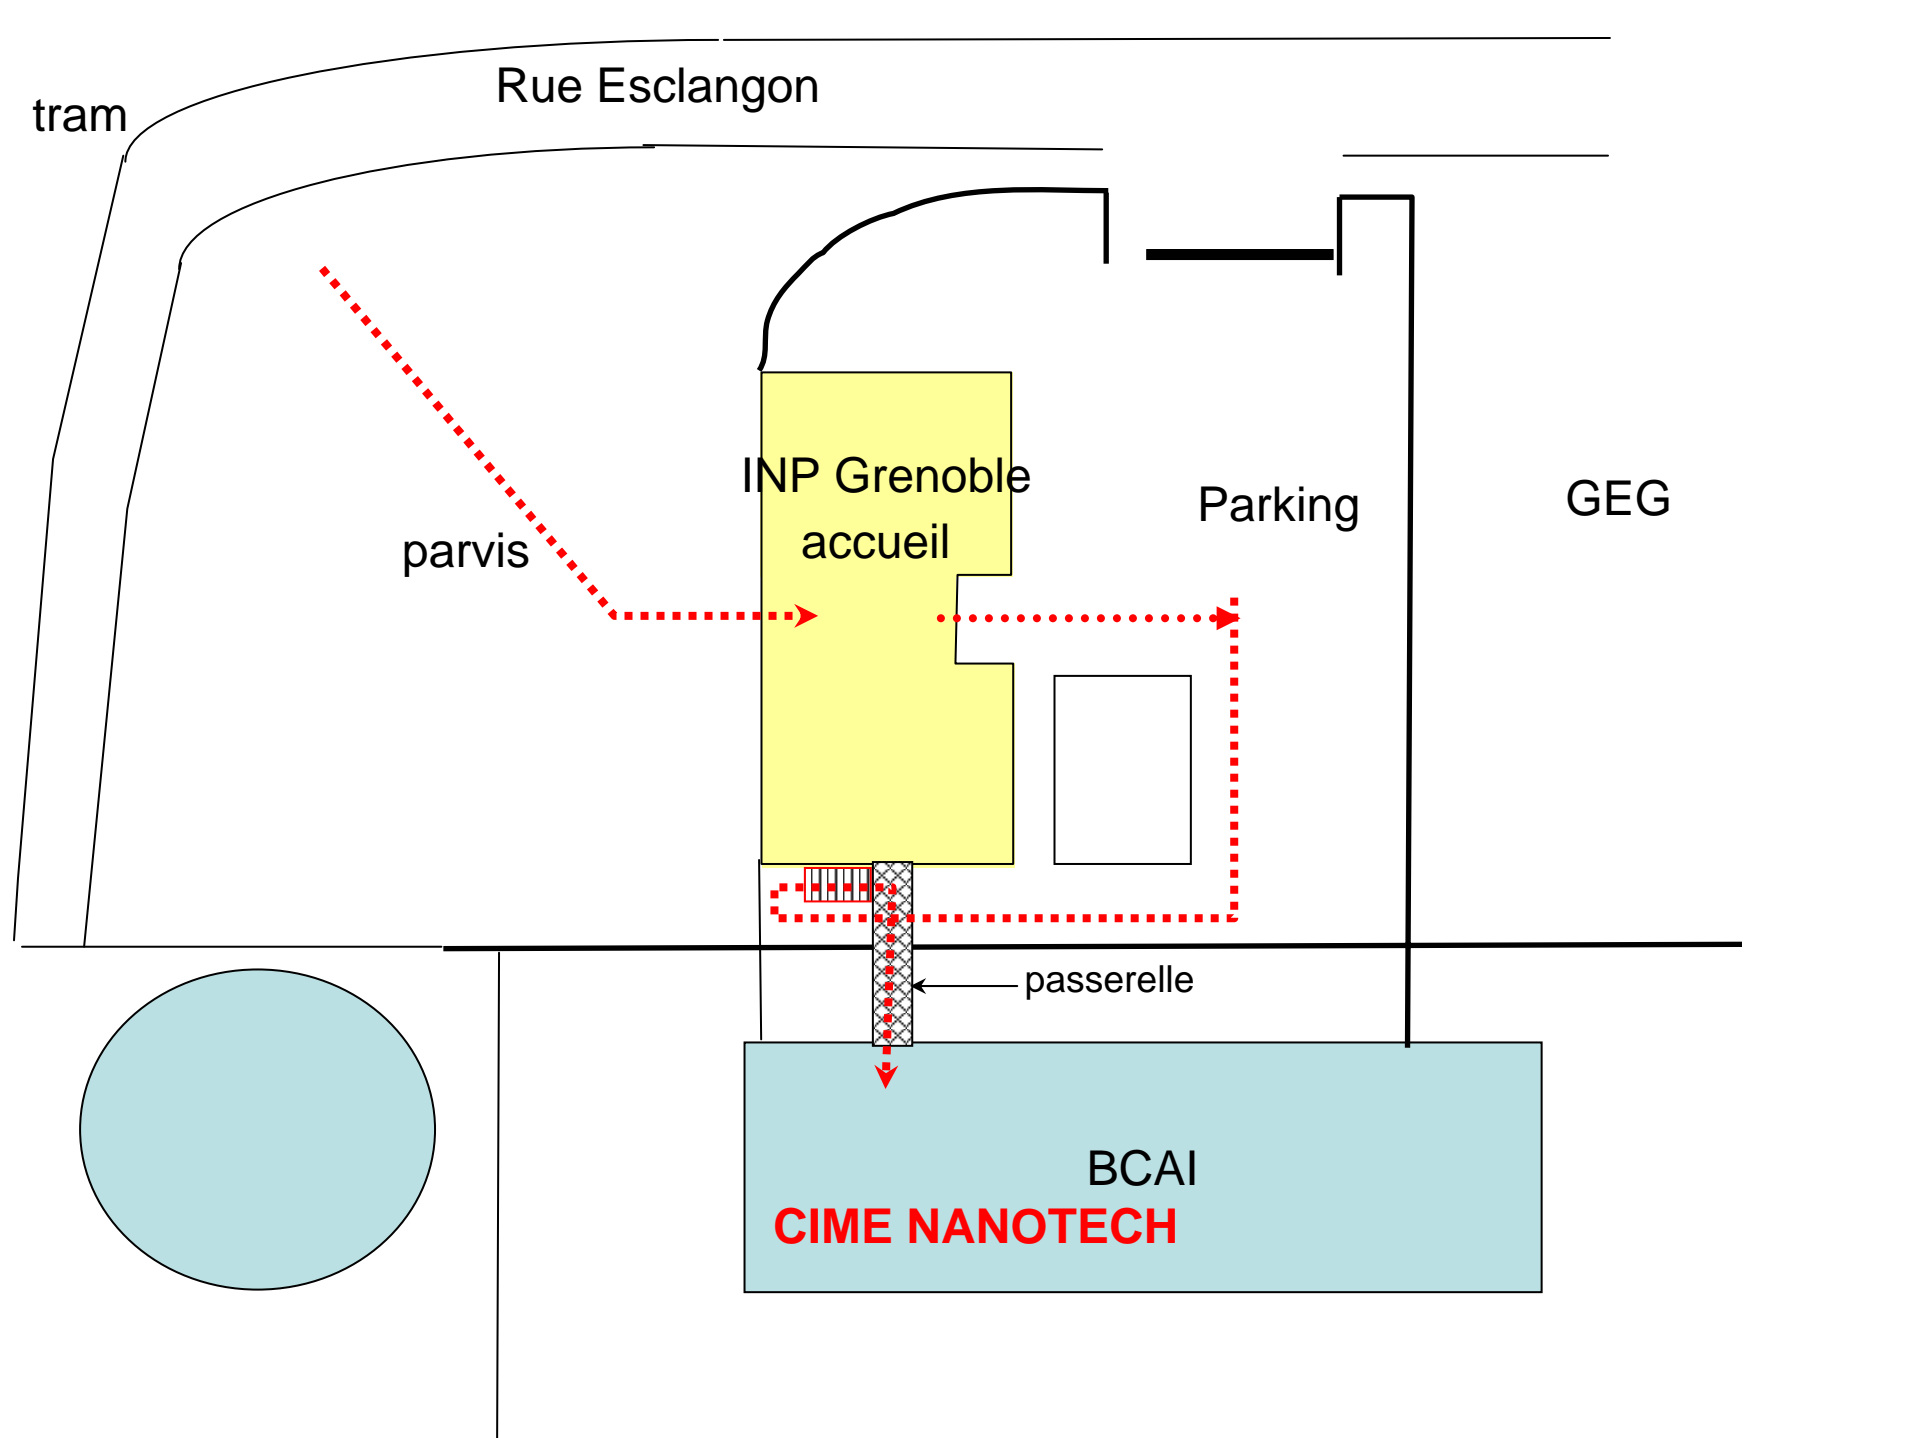 Rue Esclangon
tram
INP Grenoble
accueil
Parking
GEG
parvis
passerelle
BCAI
CIME NANOTECH